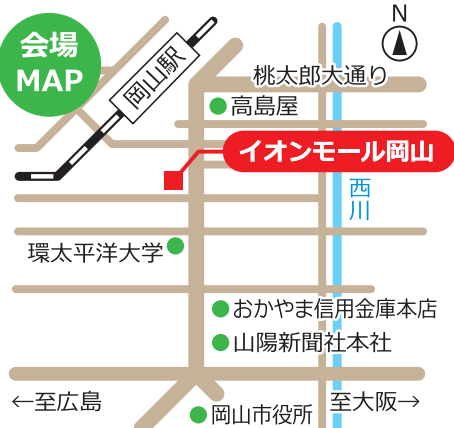 会場
MAP
岡山駅
N
桃太郎大通り
高島屋
イオンモール岡山
西川
環太平洋大学
おかやま信用金庫本店
山陽新聞社本社
←至広島
至大阪→
岡山市役所